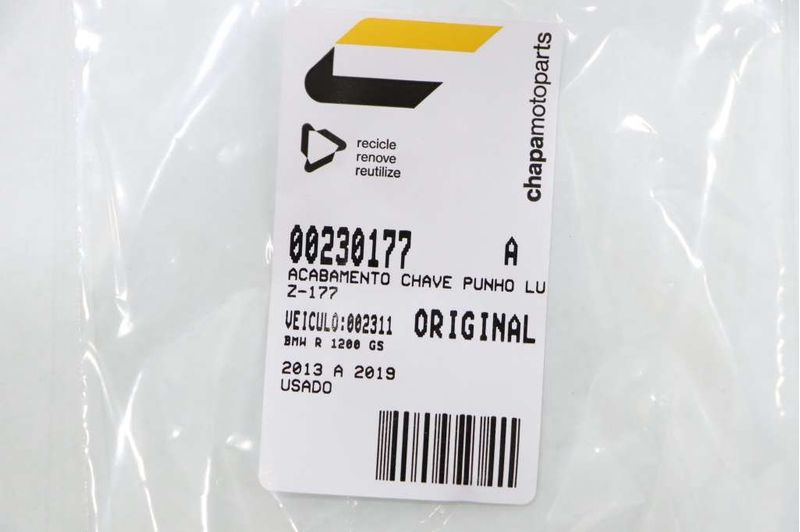 chapamotoparts
recicle
renove
reutilize
00230177 A
ACABAMENTO CHAVE PUNHO LU
Z-177
VEICULO:002311 ORIGINAL
BMW R 1200 GS
2013 A 2019
USADO